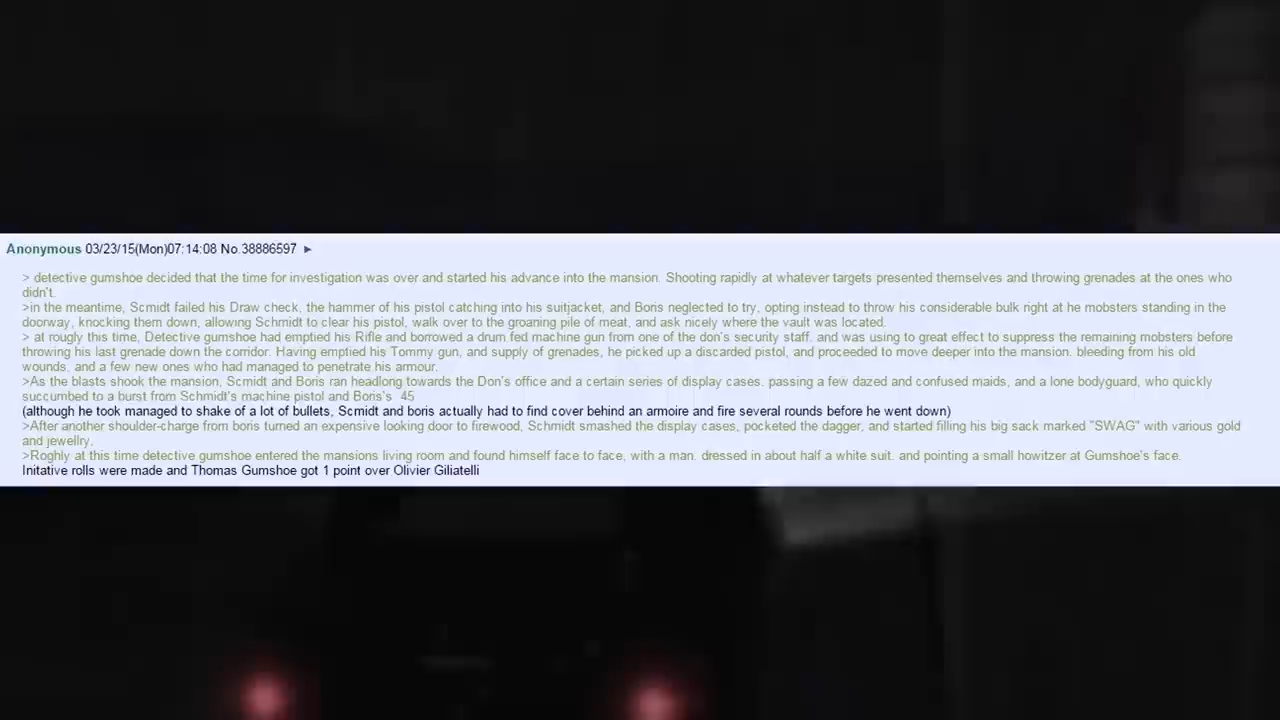 Anonymous 03/23/15(Mon)07:14:08 No.38886597 ►
> detective gumshoe decided that the time for investigation was over and started his advance into the mansion. Shooting rapidly at whatever targets presented themselves and throwing grenades at the ones who
didn't.
>in the meantime, Scmidt failed his Draw check, the hammer of his pistol catching into his suitjacket, and Boris neglected to try, opting instead to throw his considerable bulk right at he mobsters standing in the
doorway, knocking them down, allowing Schmidt to clear his pistol, walk over to the groaning pile of meat, and ask nicely where the vault was located.
> at rougly this time, Detective gumshoe had emptied his Rifle and borrowed a drum fed machine gun from one of the don's security staff. and was using to great effect to suppress the remaining mobsters before
throwing his last grenade down the corridor. Having emptied his Tommy gun, and supply of grenades, he picked up a discarded pistol, and proceeded to move deeper into the mansion. bleeding from his old
wounds, and a few new ones who had managed to penetrate his armour.
>As the blasts shook the mansion, Scmidt and Boris ran headlong towards the Don's office and a certain series of display cases. passing a few dazed and confused maids, and a lone bodyguard, who quickly
succumbed to a burst from Schmidt's machine pistol and Boris's .45
(although he took managed to shake of a lot of bullets, Scmidt and boris actually had to find cover behind an armoire and fire several rounds before he went down)
>After another shoulder-charge from boris turned an expensive looking door to firewood, Schmidt smashed the display cases, pocketed the dagger, and started filling his big sack marked "SWAG" with various gold
and jewellry.
>Roghly at this time detective gumshoe entered the mansions living room and found himself face to face, with a man. dressed in about half a white suit. and pointing a small howitzer at Gumshoe's face.
Initative rolls were made and Thomas Gumshoe got 1 point over Olivier Giliatelli